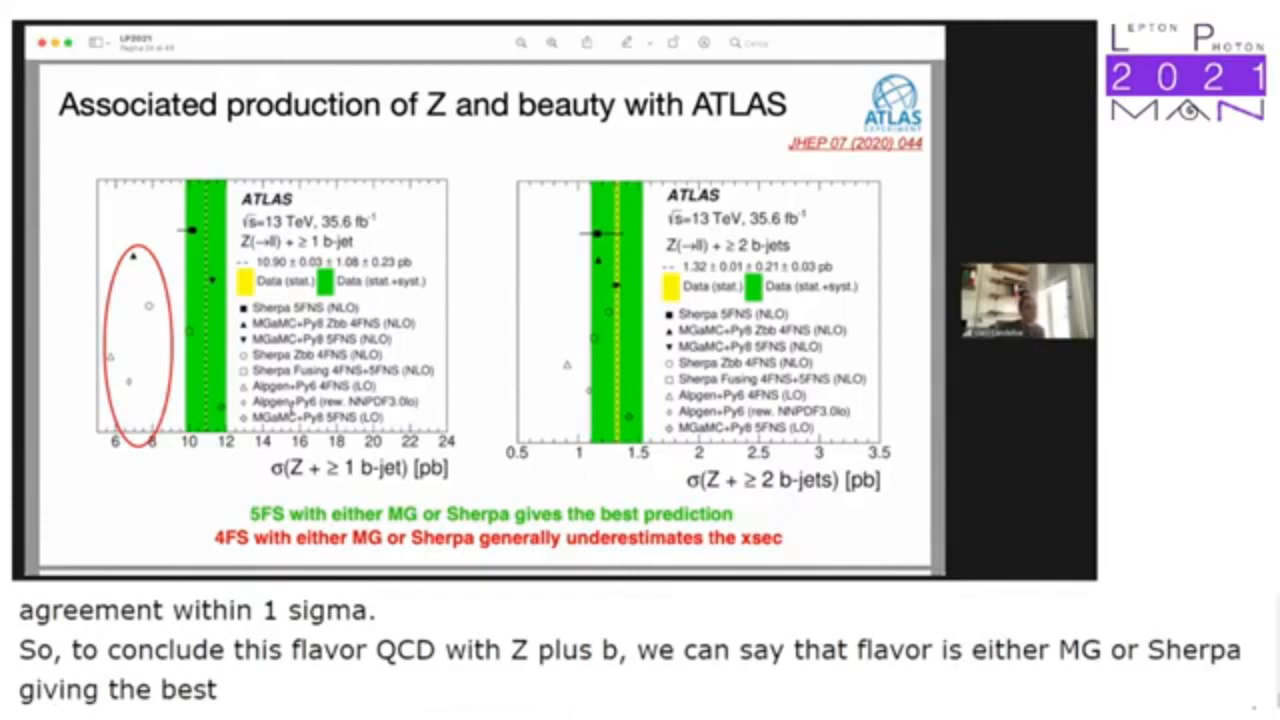 LP2021
Pagina 24 di 49
Cerca
LEPTON PHOTON
2021
MAN
Associated production of Z and beauty with ATLAS
ATLAS
EXPERIMENT
JHEP 07 (2020) 044
ATLAS
√s=13 TeV, 35.6 fb⁻¹
Z(→ll) + ≥ 1 b-jet
10.90 ± 0.03 ± 1.08 ± 0.23 pb
Data (stat.) Data (stat.+syst.)
Sherpa 5FNS (NLO)
MGaMC+Py8 Zbb 4FNS (NLO)
MGaMC+Py8 5FNS (NLO)
Sherpa Zbb 4FNS (NLO)
Sherpa Fusing 4FNS+5FNS (NLO)
Alpgen+Py6 4FNS (LO)
Alpgen+Py6 (rew. NNPDF3.0lo)
MGaMC+Py8 5FNS (LO)
6 8 10 12 14 16 18 20 22 24
σ(Z + ≥ 1 b-jet) [pb]
ATLAS
√s=13 TeV, 35.6 fb⁻¹
Z(→ll) + ≥ 2 b-jets
1.32 ± 0.01 ± 0.21 ± 0.03 pb
Data (stat.) Data (stat.+syst.)
Sherpa 5FNS (NLO)
MGaMC+Py8 Zbb 4FNS (NLO)
MGaMC+Py8 5FNS (NLO)
Sherpa Zbb 4FNS (NLO)
Sherpa Fusing 4FNS+5FNS (NLO)
Alpgen+Py6 4FNS (LO)
Alpgen+Py6 (rew. NNPDF3.0lo)
MGaMC+Py8 5FNS (LO)
0.5 1 1.5 2 2.5 3 3.5
σ(Z + ≥ 2 b-jets) [pb]
5FS with either MG or Sherpa gives the best prediction
4FS with either MG or Sherpa generally underestimates the xsec
agreement within 1 sigma.
So, to conclude this flavor QCD with Z plus b, we can say that flavor is either MG or Sherpa
giving the best